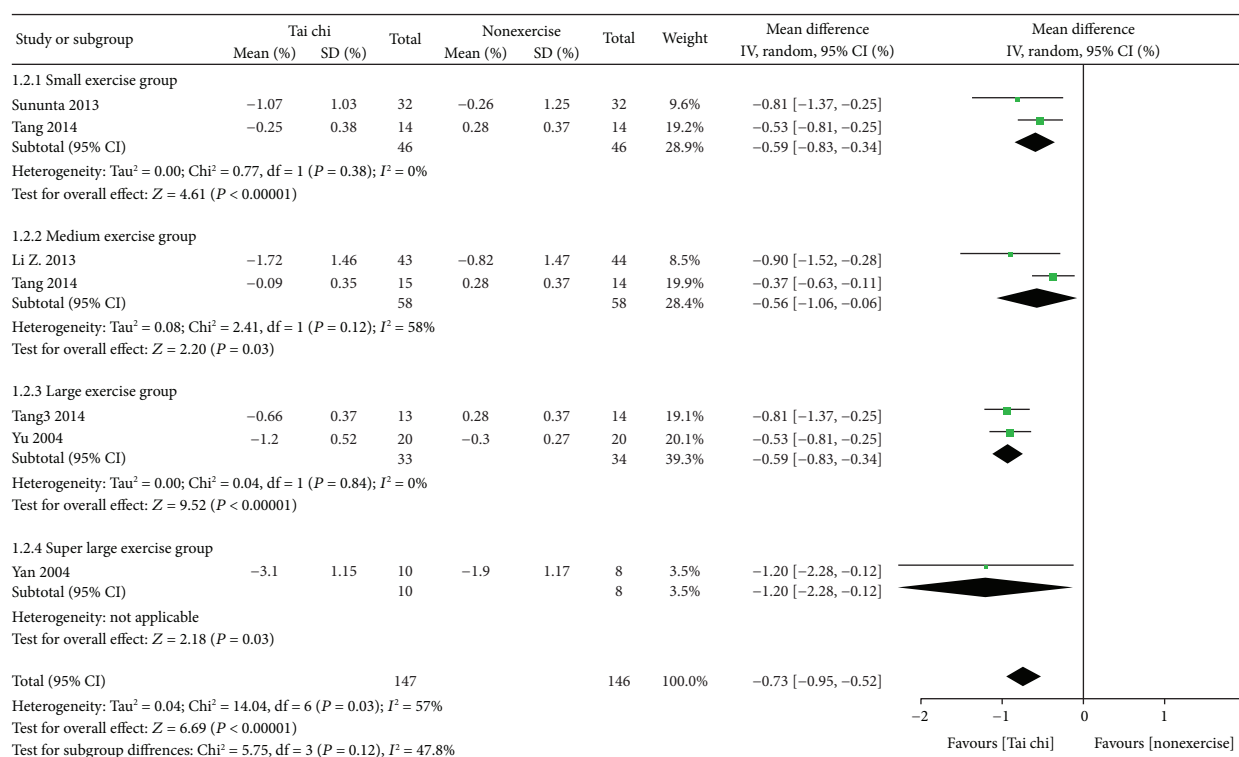 Study or subgroup Tai chi Total Nonexercise Total Weight Mean difference Mean difference
Mean (%) SD (%) Mean (%) SD (%) IV, random, 95% CI (%) IV, random, 95% CI (%)
1.2.1 Small exercise group
Sununta 2013 −1.07 1.03 32 −0.26 1.25 32 9.6% −0.81 [−1.37, −0.25]
Tang 2014 −0.25 0.38 14 0.28 0.37 14 19.2% −0.53 [−0.81, −0.25]
Subtotal (95% CI) 46 46 28.9% −0.59 [−0.83, −0.34]
Heterogeneity: Tau² = 0.00; Chi² = 0.77, df = 1 (P = 0.38); I² = 0%
Test for overall effect: Z = 4.61 (P < 0.00001)
1.2.2 Medium exercise group
Li Z. 2013 −1.72 1.46 43 −0.82 1.47 44 8.5% −0.90 [−1.52, −0.28]
Tang 2014 −0.09 0.35 15 0.28 0.37 14 19.9% −0.37 [−0.63, −0.11]
Subtotal (95% CI) 58 58 28.4% −0.56 [−1.06, −0.06]
Heterogeneity: Tau² = 0.08; Chi² = 2.41, df = 1 (P = 0.12); I² = 58%
Test for overall effect: Z = 2.20 (P = 0.03)
1.2.3 Large exercise group
Tang3 2014 −0.66 0.37 13 0.28 0.37 14 19.1% −0.81 [−1.37, −0.25]
Yu 2004 −1.2 0.52 20 −0.3 0.27 20 20.1% −0.53 [−0.81, −0.25]
Subtotal (95% CI) 33 34 39.3% −0.59 [−0.83, −0.34]
Heterogeneity: Tau² = 0.00; Chi² = 0.04, df = 1 (P = 0.84); I² = 0%
Test for overall effect: Z = 9.52 (P < 0.00001)
1.2.4 Super large exercise group
Yan 2004 −3.1 1.15 10 −1.9 1.17 8 3.5% −1.20 [−2.28, −0.12]
Subtotal (95% CI) 10 8 3.5% −1.20 [−2.28, −0.12]
Heterogeneity: not applicable
Test for overall effect: Z = 2.18 (P = 0.03)
Total (95% CI) 147 146 100.0% −0.73 [−0.95, −0.52]
Heterogeneity: Tau² = 0.04; Chi² = 14.04, df = 6 (P = 0.03); I² = 57%
Test for overall effect: Z = 6.69 (P < 0.00001)
Test for subgroup diffrences: Chi² = 5.75, df = 3 (P = 0.12), I² = 47.8%
−2 −1 0 1
Favours [Tai chi] Favours [nonexercise]